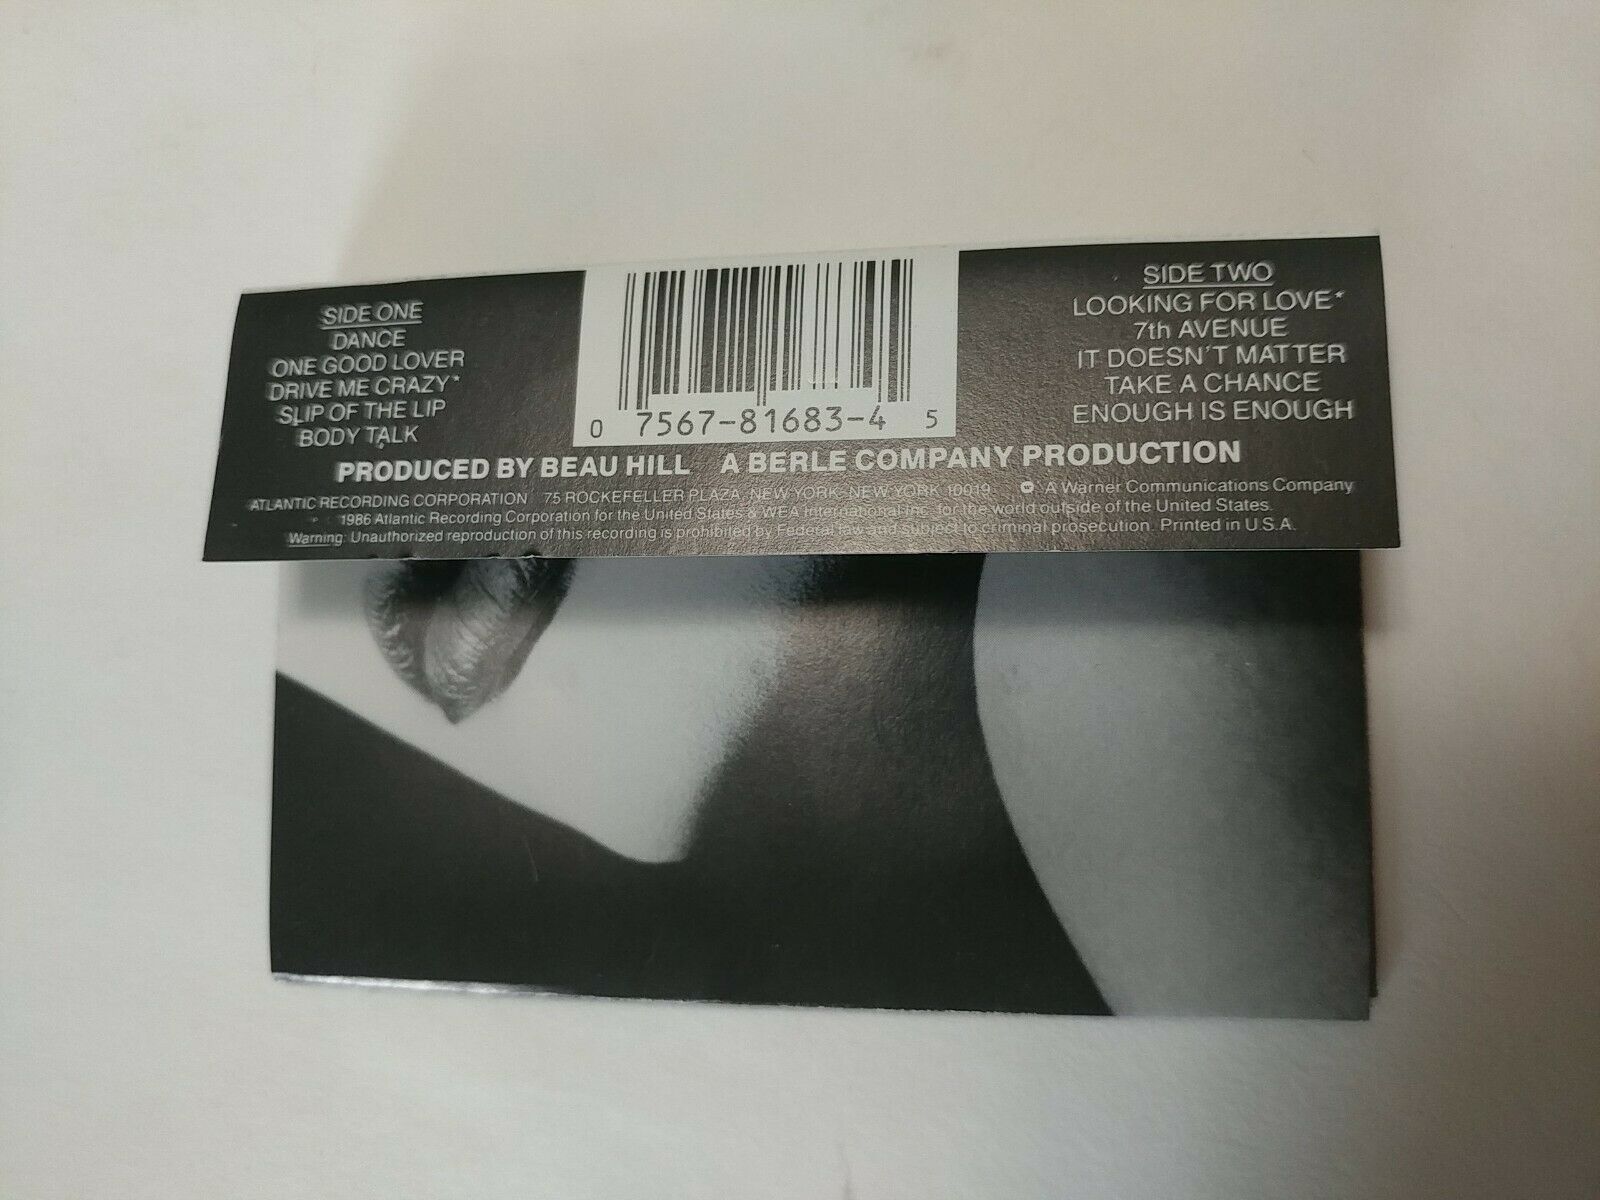 SIDE ONE
DANCE
ONE GOOD LOVER
DRIVE ME CRAZY*
SLIP OF THE LIP
BODY TALK
0 7567-81683-4 5
SIDE TWO
LOOKING FOR LOVE*
7th AVENUE
IT DOESN'T MATTER
TAKE A CHANCE
ENOUGH IS ENOUGH
PRODUCED BY BEAU HILL A BERLE COMPANY PRODUCTION
ATLANTIC RECORDING CORPORATION 75 ROCKEFELLER PLAZA, NEW YORK, NEW YORK 10019 A Warner Communications Company
1986 Atlantic Recording Corporation for the United States & WEA International Inc. for the world outside of the United States.
Warning: Unauthorized reproduction of this recording is prohibited by Federal law and subject to criminal prosecution. Printed in U.S.A.